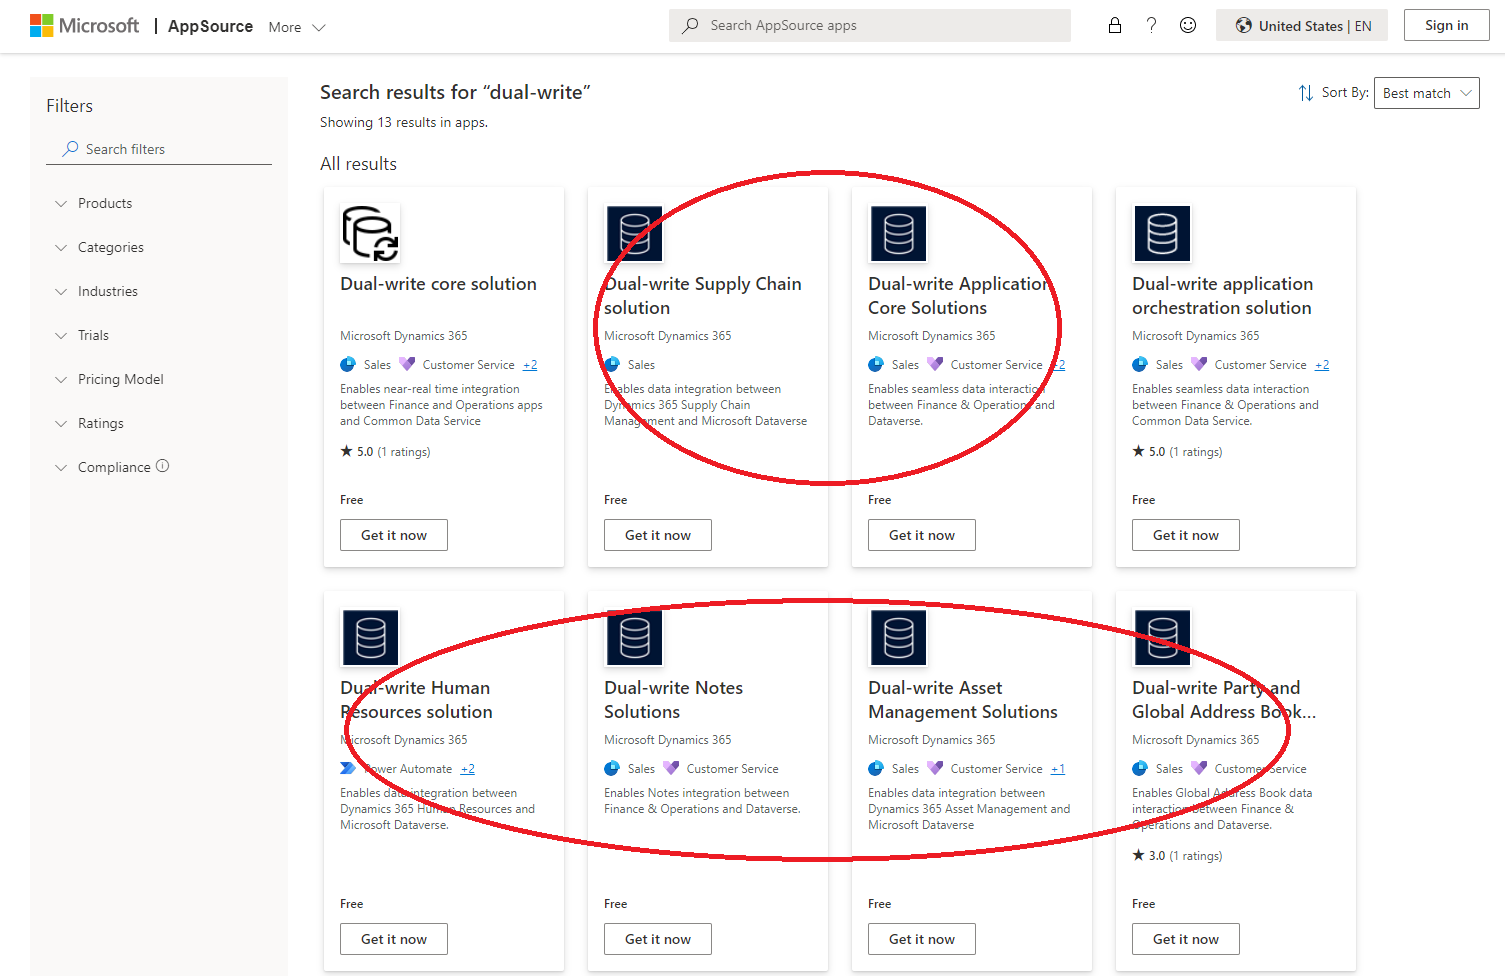 Microsoft | AppSource More
Search AppSource apps
?
United States | EN
Sign in
Filters
Search filters
Products
Categories
Industries
Trials
Pricing Model
Ratings
Compliance
Search results for “dual-write”
Showing 13 results in apps.
Sort By: Best match
All results
Dual-write core solution
Microsoft Dynamics 365
Sales Customer Service +2
Enables near-real time integration
between Finance and Operations apps
and Common Data Service
★ 5.0 (1 ratings)
Free
Get it now
Dual-write Supply Chain
solution
Microsoft Dynamics 365
Sales
Enables data integration between
Dynamics 365 Supply Chain
Management and Microsoft Dataverse
Free
Get it now
Dual-write Application
Core Solutions
Microsoft Dynamics 365
Sales Customer Service +2
Enables seamless data interaction
between Finance & Operations and
Dataverse.
Free
Get it now
Dual-write application
orchestration solution
Microsoft Dynamics 365
Sales Customer Service +2
Enables seamless data interaction
between Finance & Operations and
Common Data Service.
★ 5.0 (1 ratings)
Free
Get it now
Dual-write Human
Resources solution
Microsoft Dynamics 365
Power Automate +2
Enables data integration between
Dynamics 365 Human Resources and
Microsoft Dataverse.
Free
Get it now
Dual-write Notes
Solutions
Microsoft Dynamics 365
Sales Customer Service
Enables Notes integration between
Finance & Operations and Dataverse.
Free
Get it now
Dual-write Asset
Management Solutions
Microsoft Dynamics 365
Sales Customer Service +1
Enables data integration between
Dynamics 365 Asset Management and
Microsoft Dataverse
Free
Get it now
Dual-write Party and
Global Address Book...
Microsoft Dynamics 365
Sales Customer Service
Enables Global Address Book data
interaction between Finance &
Operations and Dataverse.
★ 3.0 (1 ratings)
Free
Get it now